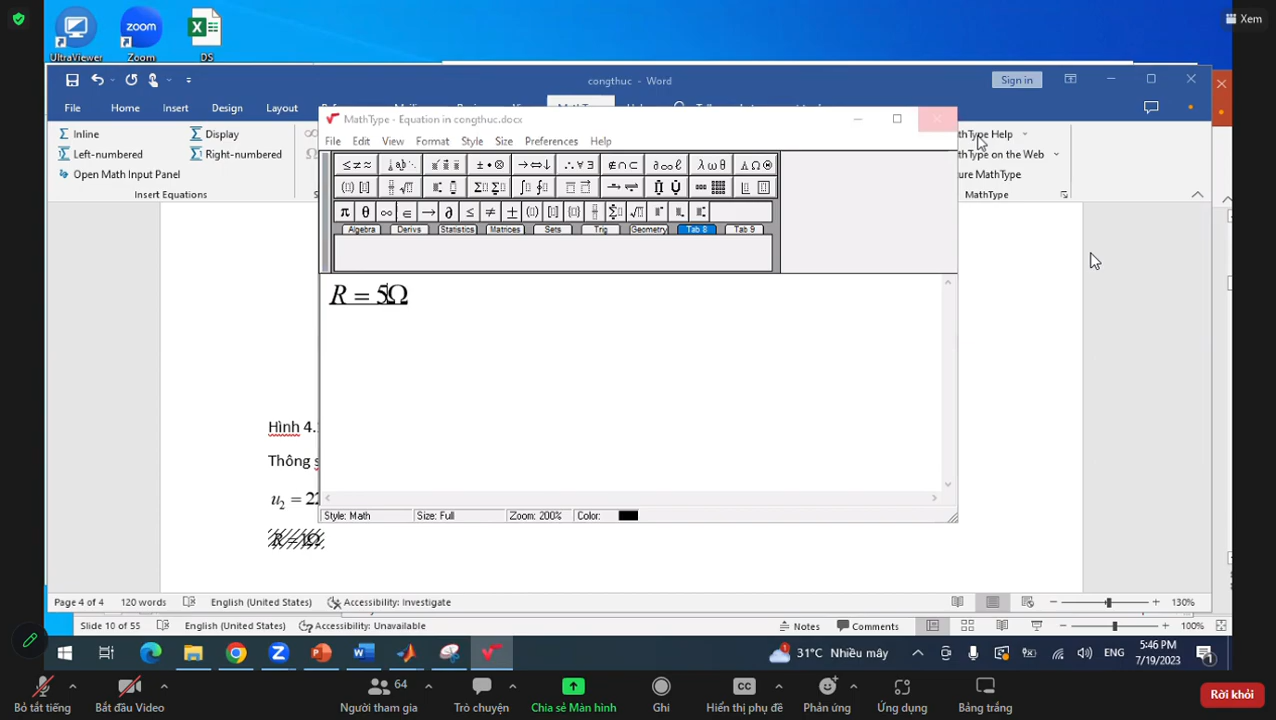 Xem
UltraViewer
Zoom
DS
congthuc - Word
Sign in
File Home Insert Design Layout
MathType - Equation in congthuc.docx
Inline
Display
Left-numbered
Right-numbered
Open Math Input Panel
Insert Equations
File Edit View Format Style Size Preferences Help
Algebra Derivs Statistics Matrices Sets Trig Geometry Tab 8 Tab 9
Type Help
Type on the Web
MathType
MathType
R = 5Ω
Hình 4.
Thông s
u₂ = 22
R = 1Ω
Style: Math Size: Full Zoom: 200% Color:
Page 4 of 4 120 words English (United States) Accessibility: Investigate 130%
Slide 10 of 55 English (United States) Accessibility: Unavailable Notes Comments 100%
31°C Nhiều mây ENG 5:46 PM
7/19/2023
1
64
Bỏ tắt tiếng Bắt đầu Video Người tham gia Trò chuyện Chia sẻ Màn hình Ghi Hiển thị phụ đề Phản ứng Ứng dụng Bảng trắng Rời khỏi